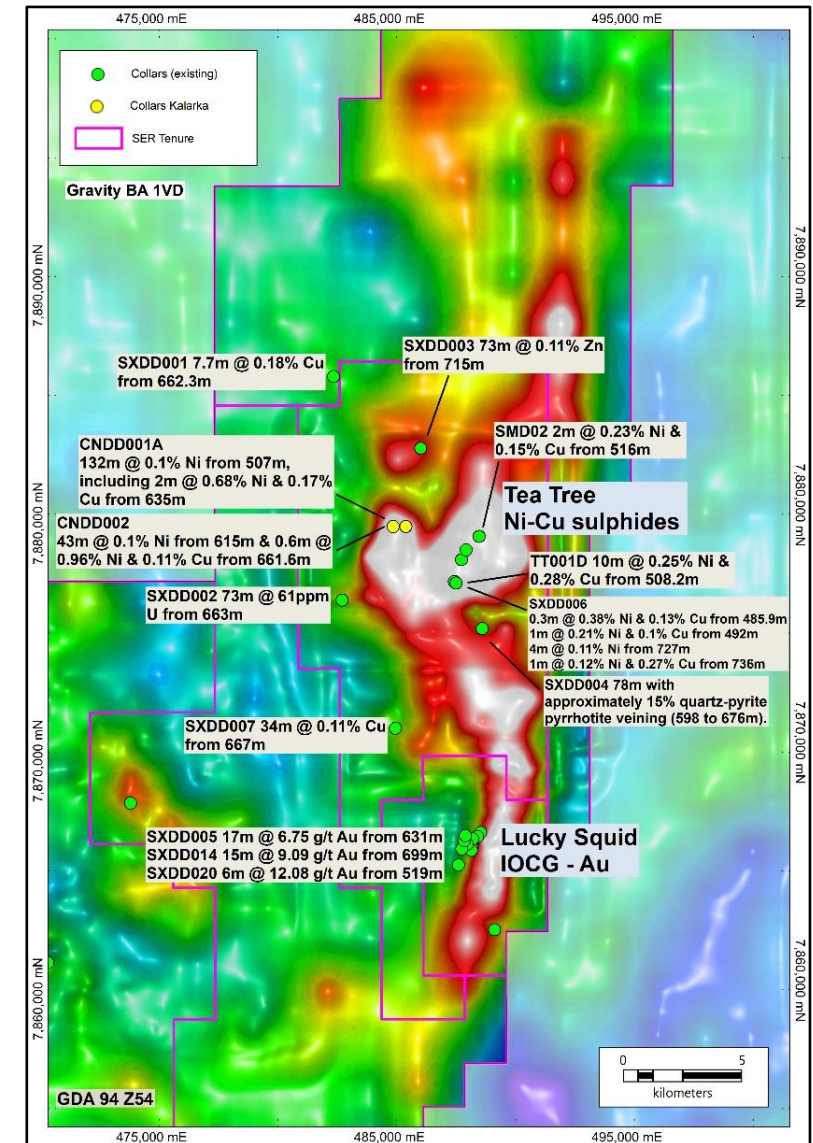 475,000 mE
485,000 mE
495,000 mE
Collars (existing)
Collars Kalarka
SER Tenure
Gravity BA 1VD
7,890,000 mN
7,890,000 mN
SXDD003 73m @ 0.11% Zn
from 715m
SXDD001 7.7m @ 0.18% Cu
from 662.3m
SMD02 2m @ 0.23% Ni &
0.15% Cu from 516m
CNDD001A
132m @ 0.1% Ni from 507m,
including 2m @ 0.68% Ni & 0.17%
Cu from 635m
Tea Tree
Ni-Cu sulphides
7,880,000 mN
7,880,000 mN
CNDD002
43m @ 0.1% Ni from 615m & 0.6m @
0.96% Ni & 0.11% Cu from 661.6m
TT001D 10m @ 0.25% Ni &
0.28% Cu from 508.2m
SXDD002 73m @ 61ppm
U from 663m
SXDD006
0.3m @ 0.38% Ni & 0.13% Cu from 485.9m
1m @ 0.21% Ni & 0.1% Cu from 492m
4m @ 0.11% Ni from 727m
1m @ 0.12% Ni & 0.27% Cu from 736m
SXDD004 78m with
approximately 15% quartz-pyrite
pyrrhotite veining (598 to 676m).
SXDD007 34m @ 0.11% Cu
from 667m
7,870,000 mN
7,870,000 mN
SXDD005 17m @ 6.75 g/t Au from 631m
SXDD014 15m @ 9.09 g/t Au from 699m
SXDD020 6m @ 12.08 g/t Au from 519m
Lucky Squid
IOCG - Au
7,860,000 mN
7,860,000 mN
0 5
kilometers
GDA 94 Z54
475,000 mE
485,000 mE
495,000 mE